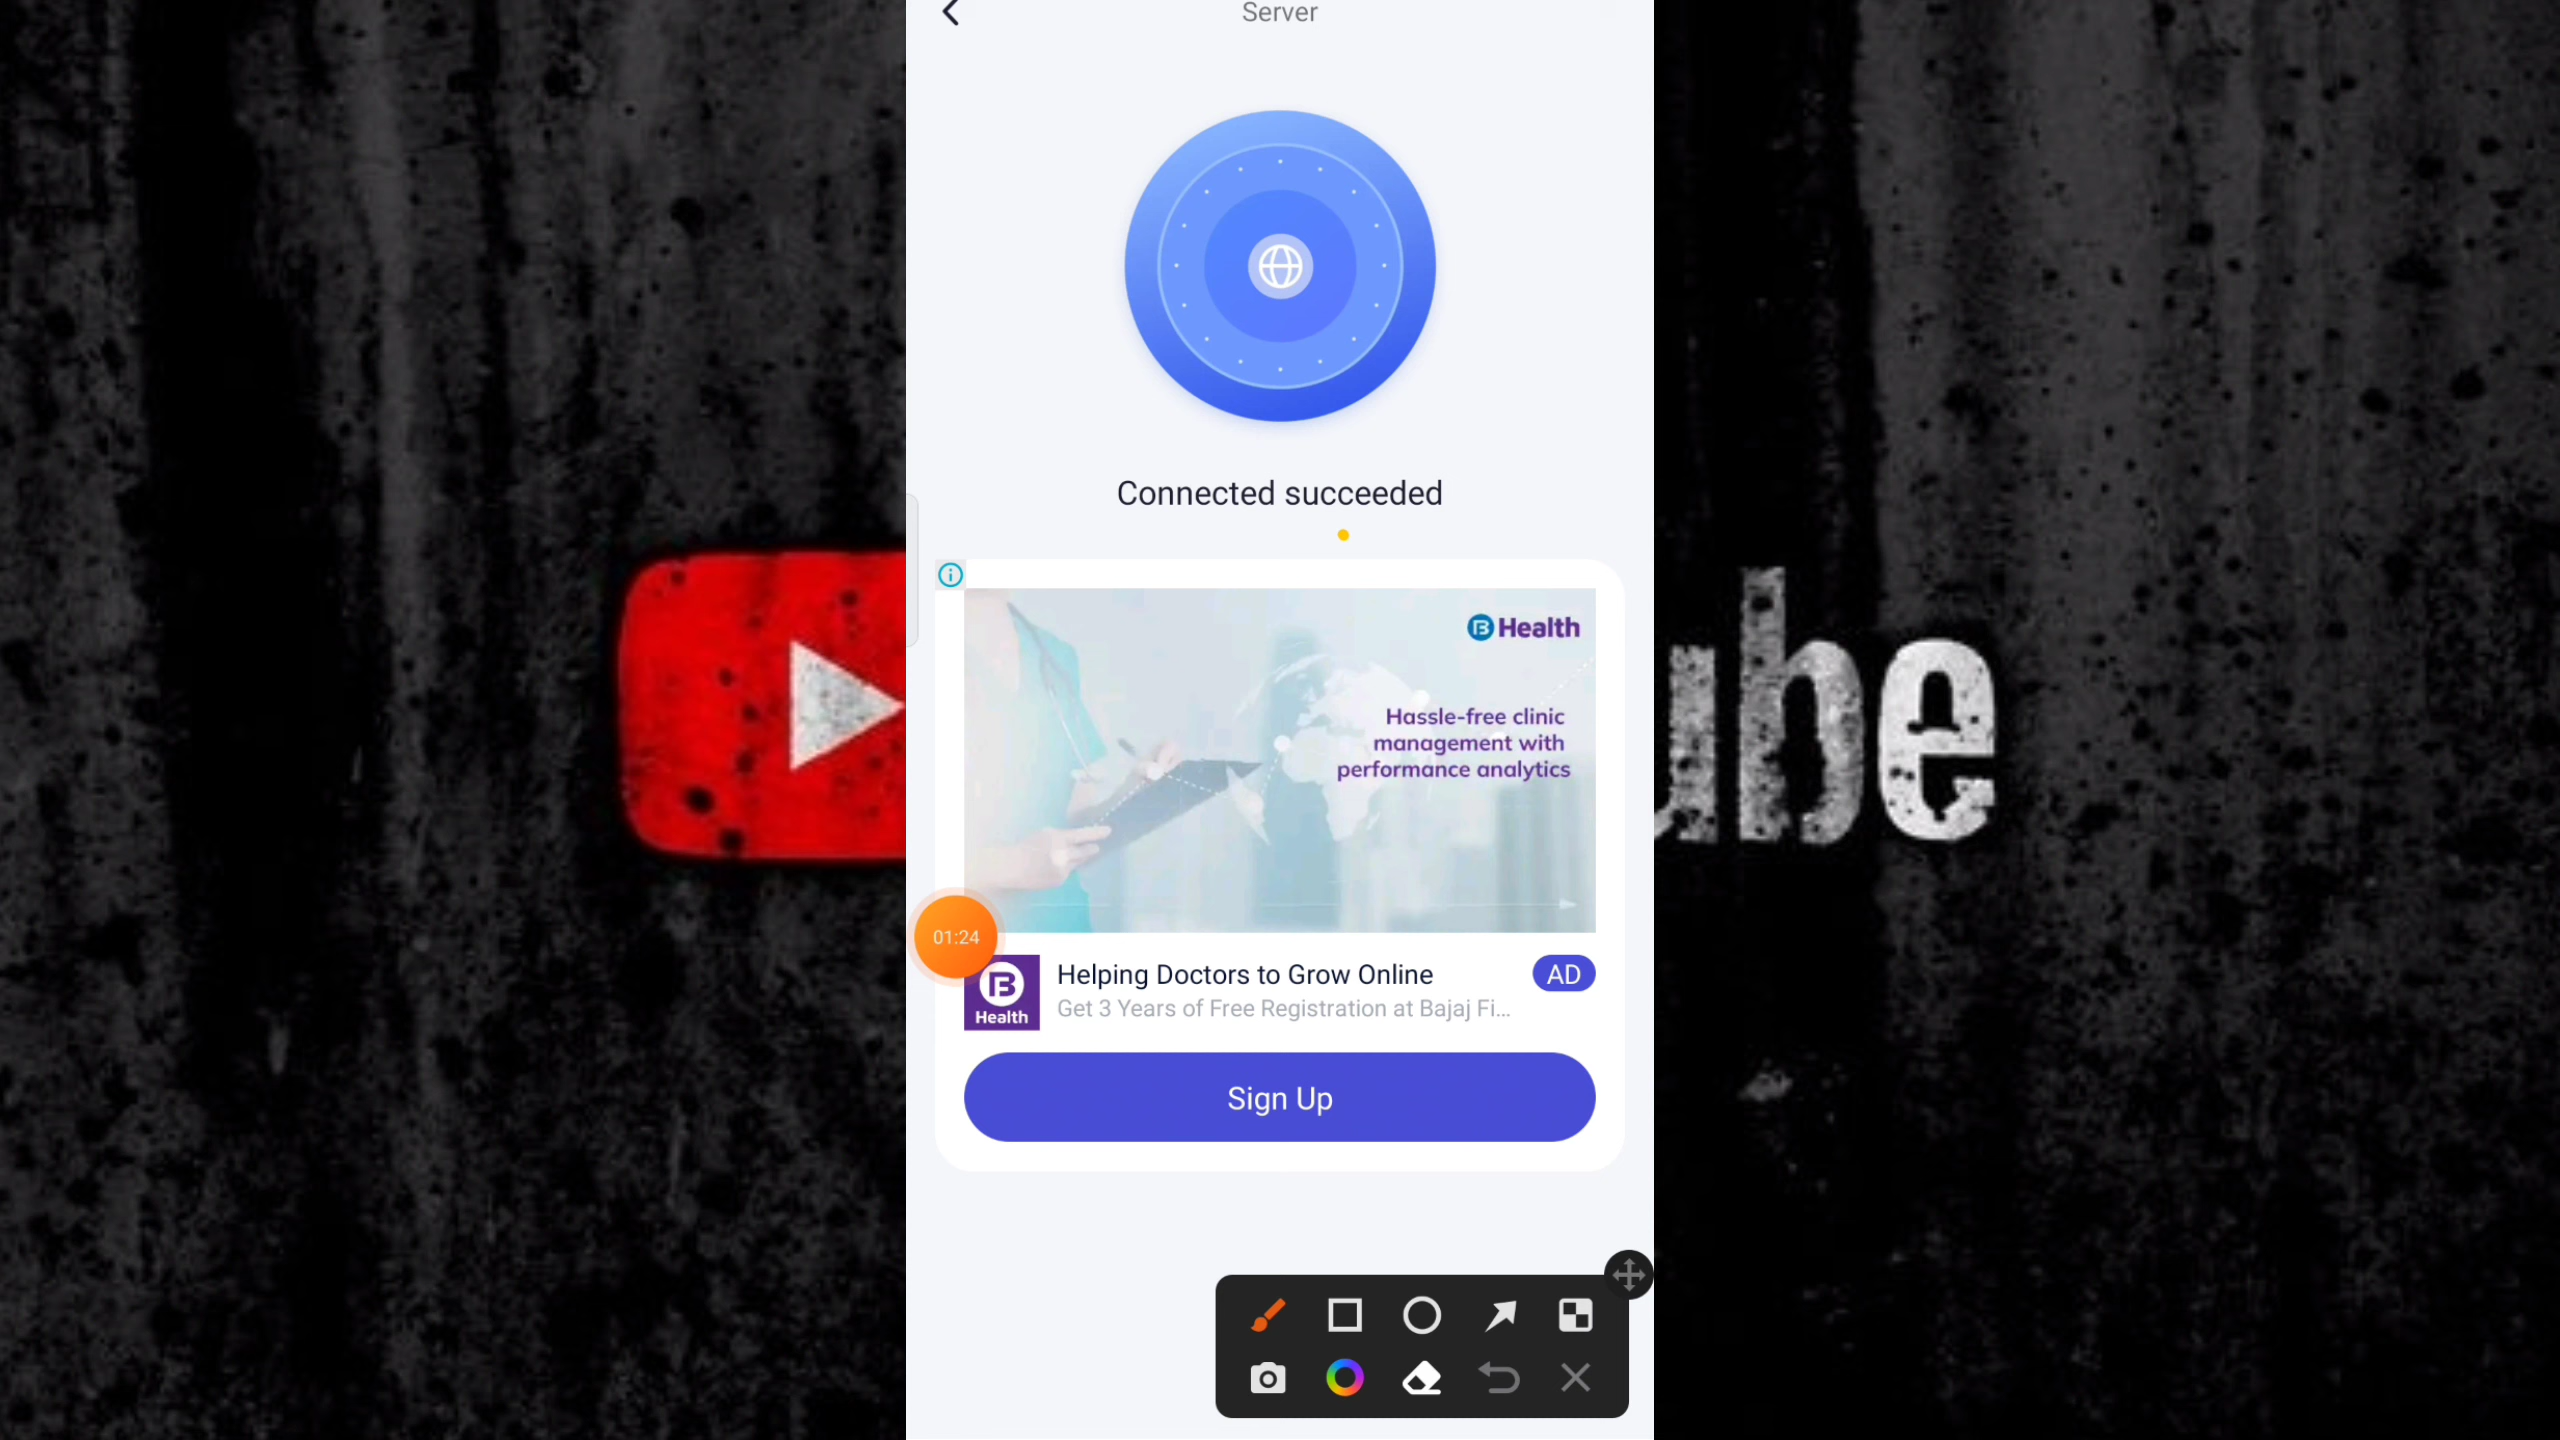 Server
Connected succeeded
Health
Hassle-free clinic
management with
performance analytics
01:24
Health
Helping Doctors to Grow Online
AD
Get 3 Years of Free Registration at Bajaj Fi...
Sign Up
ube